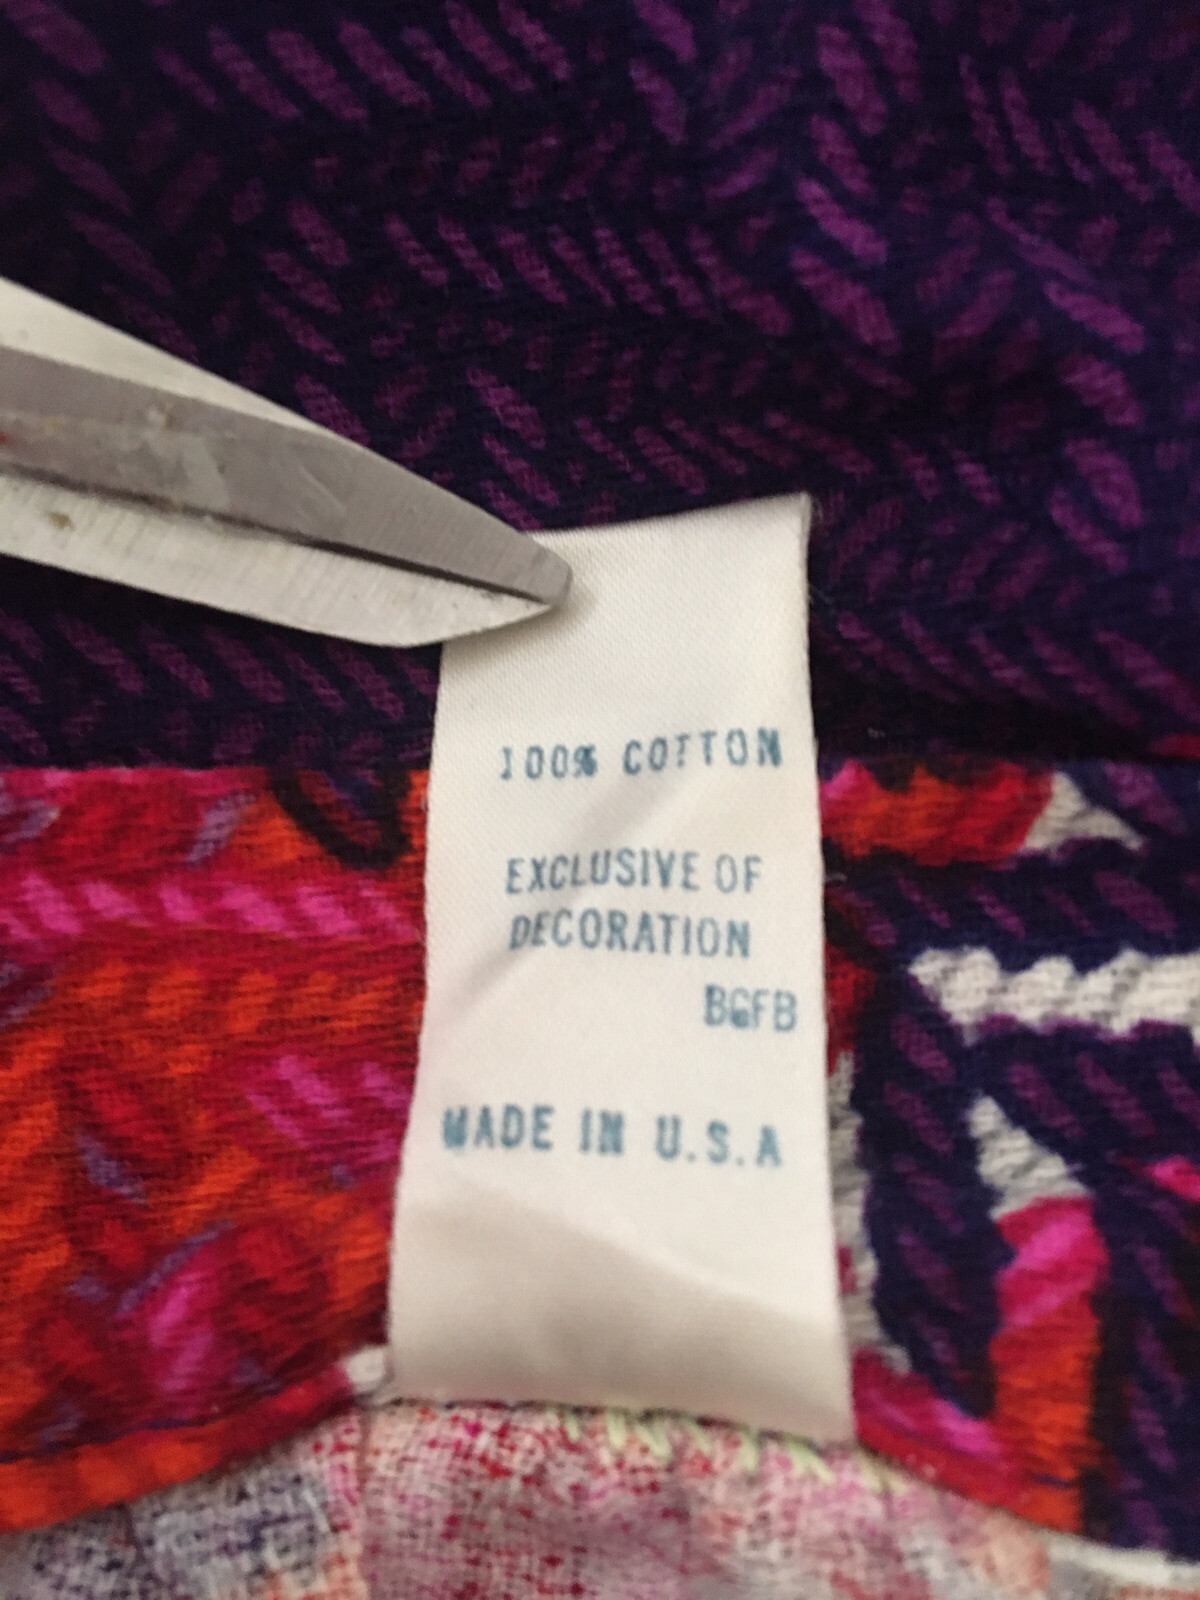 100% COTTON
EXCLUSIVE OF
DECORATION
BGFB
MADE IN U.S.A